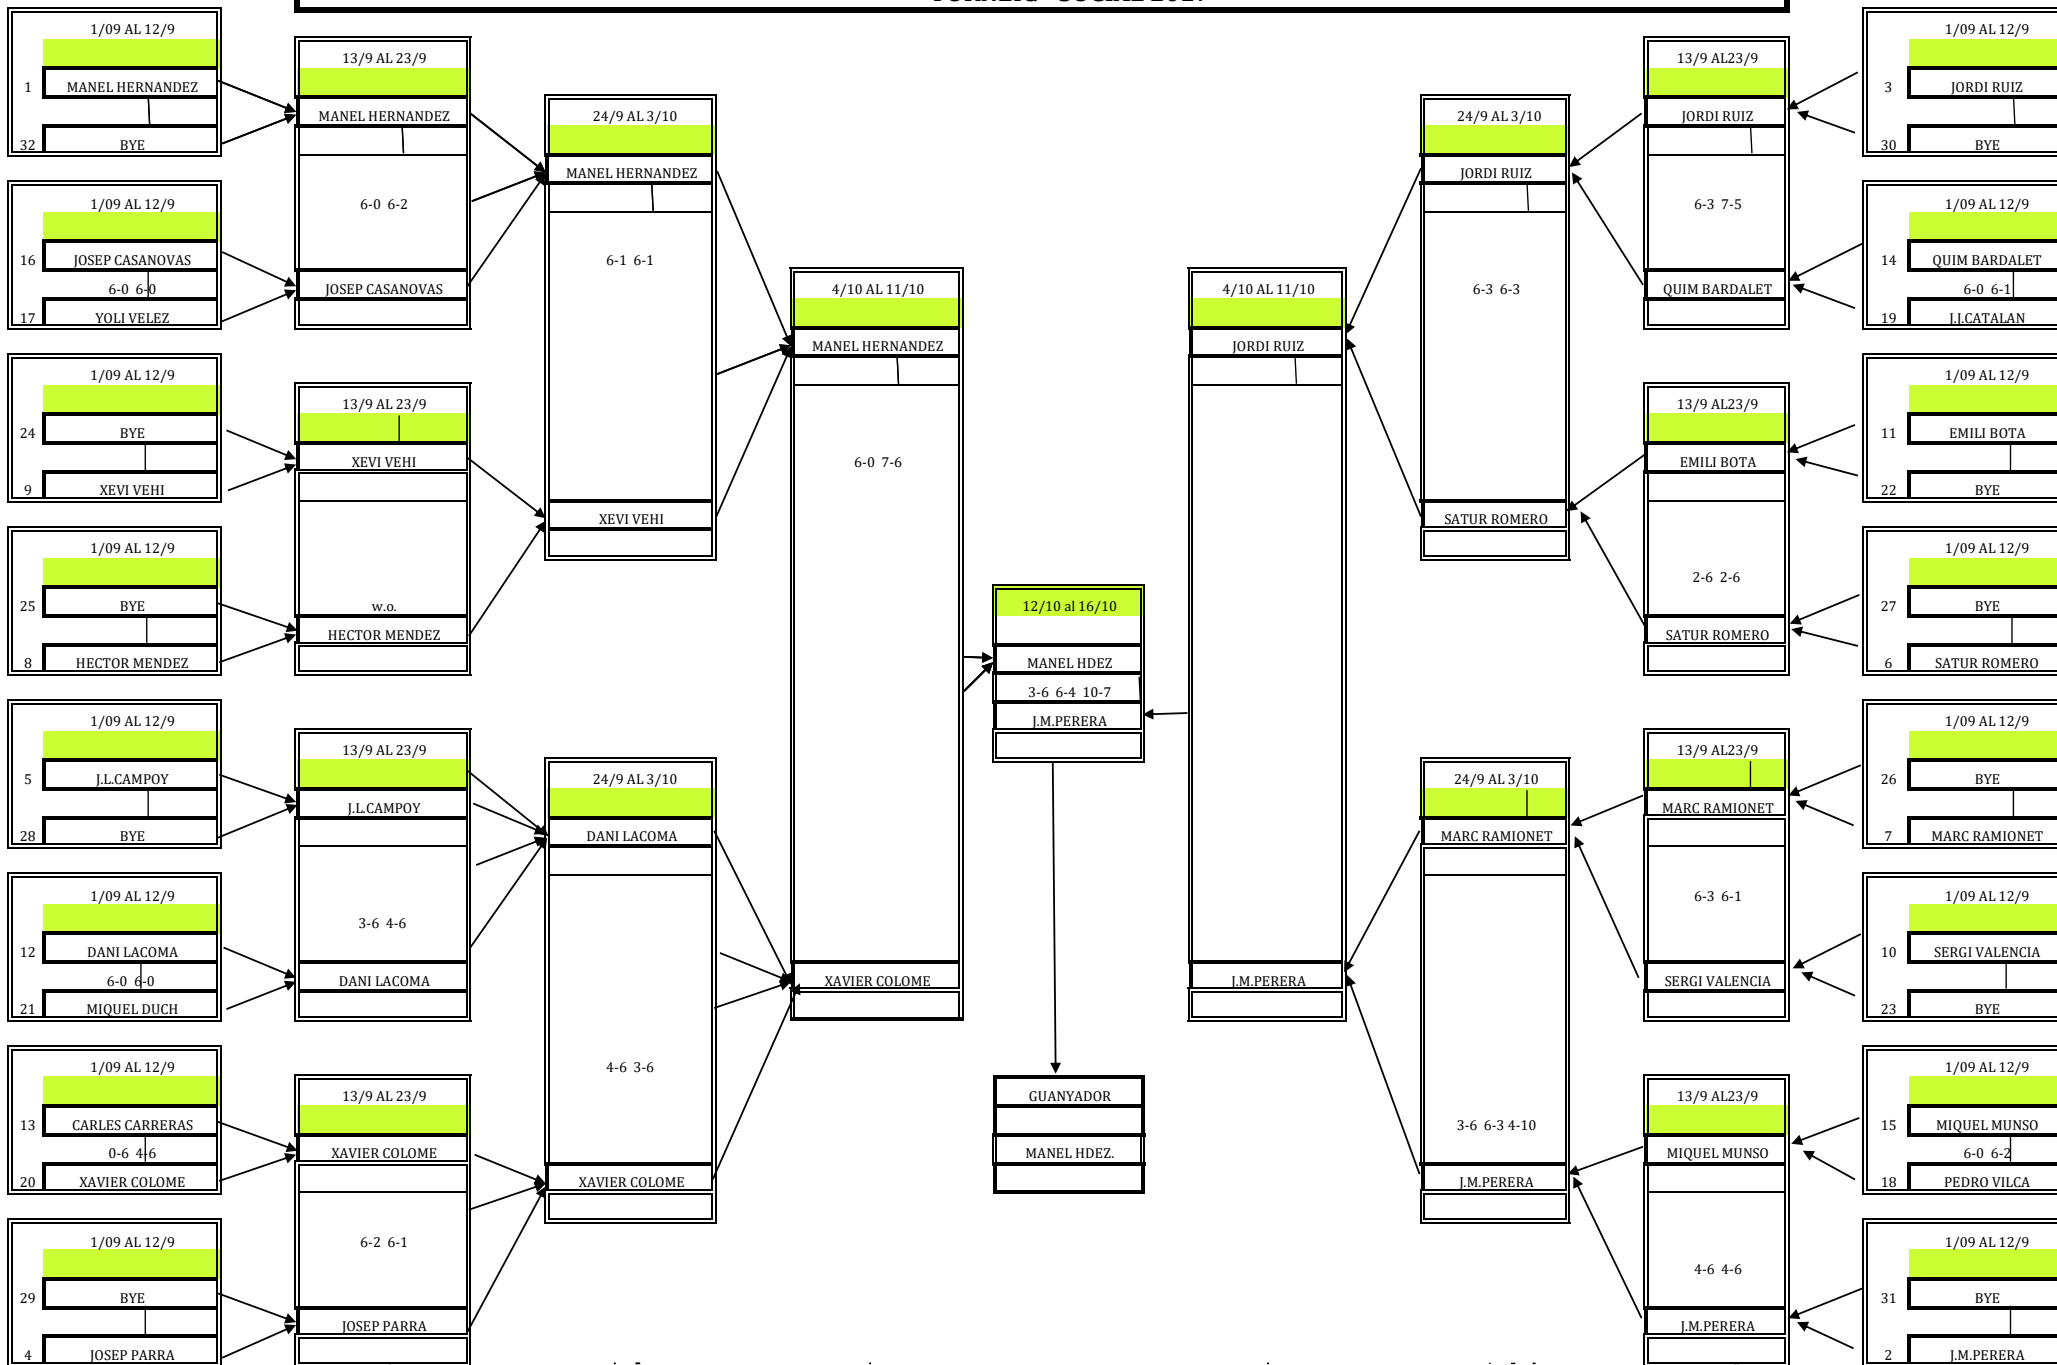 1/09 AL 12/9
1
MANEL HERNANDEZ
32
BYE
1/09 AL 12/9
16
JOSEP CASANOVAS
6-0 6-0
17
YOLI VELEZ
1/09 AL 12/9
24
BYE
9
XEVI VEHI
1/09 AL 12/9
25
BYE
8
HECTOR MENDEZ
1/09 AL 12/9
5
J.L.CAMPOY
28
BYE
1/09 AL 12/9
12
DANI LACOMA
6-0 6-0
21
MIQUEL DUCH
1/09 AL 12/9
13
CARLES CARRERAS
0-6 4-6
20
XAVIER COLOME
1/09 AL 12/9
29
BYE
4
JOSEP PARRA
13/9 AL 23/9
MANEL HERNANDEZ
6-0 6-2
JOSEP CASANOVAS
13/9 AL 23/9
XEVI VEHI
w.o.
HECTOR MENDEZ
13/9 AL 23/9
J.L.CAMPOY
3-6 4-6
DANI LACOMA
13/9 AL 23/9
XAVIER COLOME
6-2 6-1
JOSEP PARRA
24/9 AL 3/10
MANEL HERNANDEZ
6-1 6-1
XEVI VEHI
24/9 AL 3/10
DANI LACOMA
4-6 3-6
XAVIER COLOME
4/10 AL 11/10
MANEL HERNANDEZ
6-0 7-6
XAVIER COLOME
12/10 al 16/10
MANEL HDEZ
3-6 6-4 10-7
J.M.PERERA
GUANYADOR
MANEL HDEZ.
4/10 AL 11/10
JORDI RUIZ
J.M.PERERA
24/9 AL 3/10
JORDI RUIZ
6-3 6-3
SATUR ROMERO
24/9 AL 3/10
MARC RAMIONET
3-6 6-3 4-10
J.M.PERERA
13/9 AL23/9
JORDI RUIZ
6-3 7-5
QUIM BARDALET
13/9 AL23/9
EMILI BOTA
2-6 2-6
SATUR ROMERO
13/9 AL23/9
MARC RAMIONET
6-3 6-1
SERGI VALENCIA
13/9 AL23/9
MIQUEL MUNSO
4-6 4-6
J.M.PERERA
1/09 AL 12/9
3
JORDI RUIZ
30
BYE
1/09 AL 12/9
14
QUIM BARDALET
6-0 6-1
19
J.J.CATALAN
1/09 AL 12/9
11
EMILI BOTA
22
BYE
1/09 AL 12/9
27
BYE
6
SATUR ROMERO
1/09 AL 12/9
26
BYE
7
MARC RAMIONET
1/09 AL 12/9
10
SERGI VALENCIA
23
BYE
1/09 AL 12/9
15
MIQUEL MUNSO
6-0 6-2
18
PEDRO VILCA
1/09 AL 12/9
31
BYE
2
J.M.PERERA